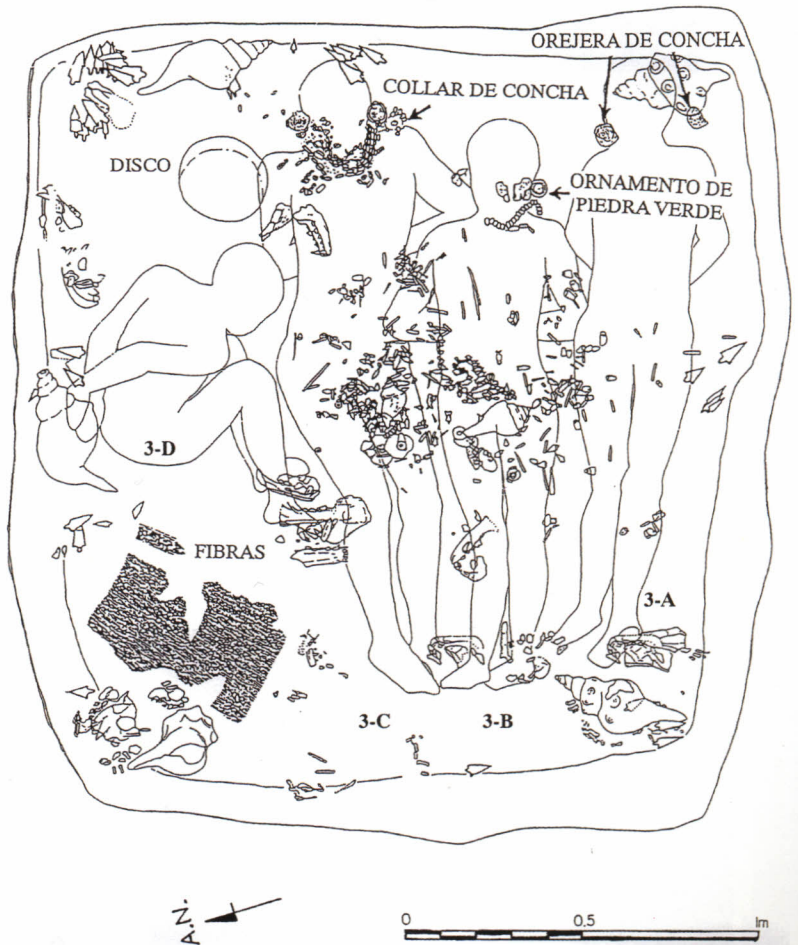 OREJERA DE CONCHA
COLLAR DE CONCHA
DISCO
ORNAMENTO DE
PIEDRA VERDE
3-D
FIBRAS
3-A
3-C
3-B
A.N.
0
0.5
1m